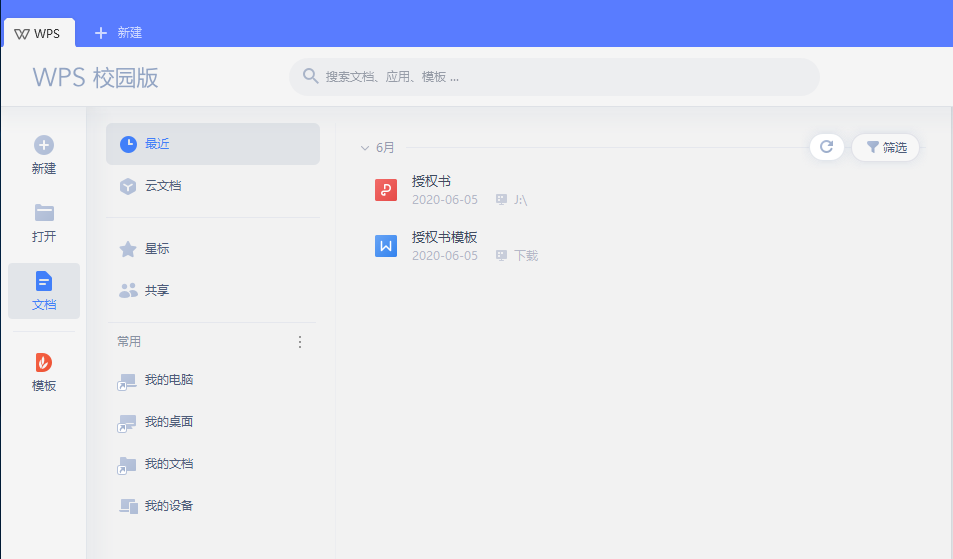 WPS
新建
WPS 校园版
搜索文档、应用、模板 ...
新建
打开
文档
模板
最近
云文档
星标
共享
常用
我的电脑
我的桌面
我的文档
我的设备
6月
筛选
授权书
2020-06-05 J:\
授权书模板
2020-06-05 下载